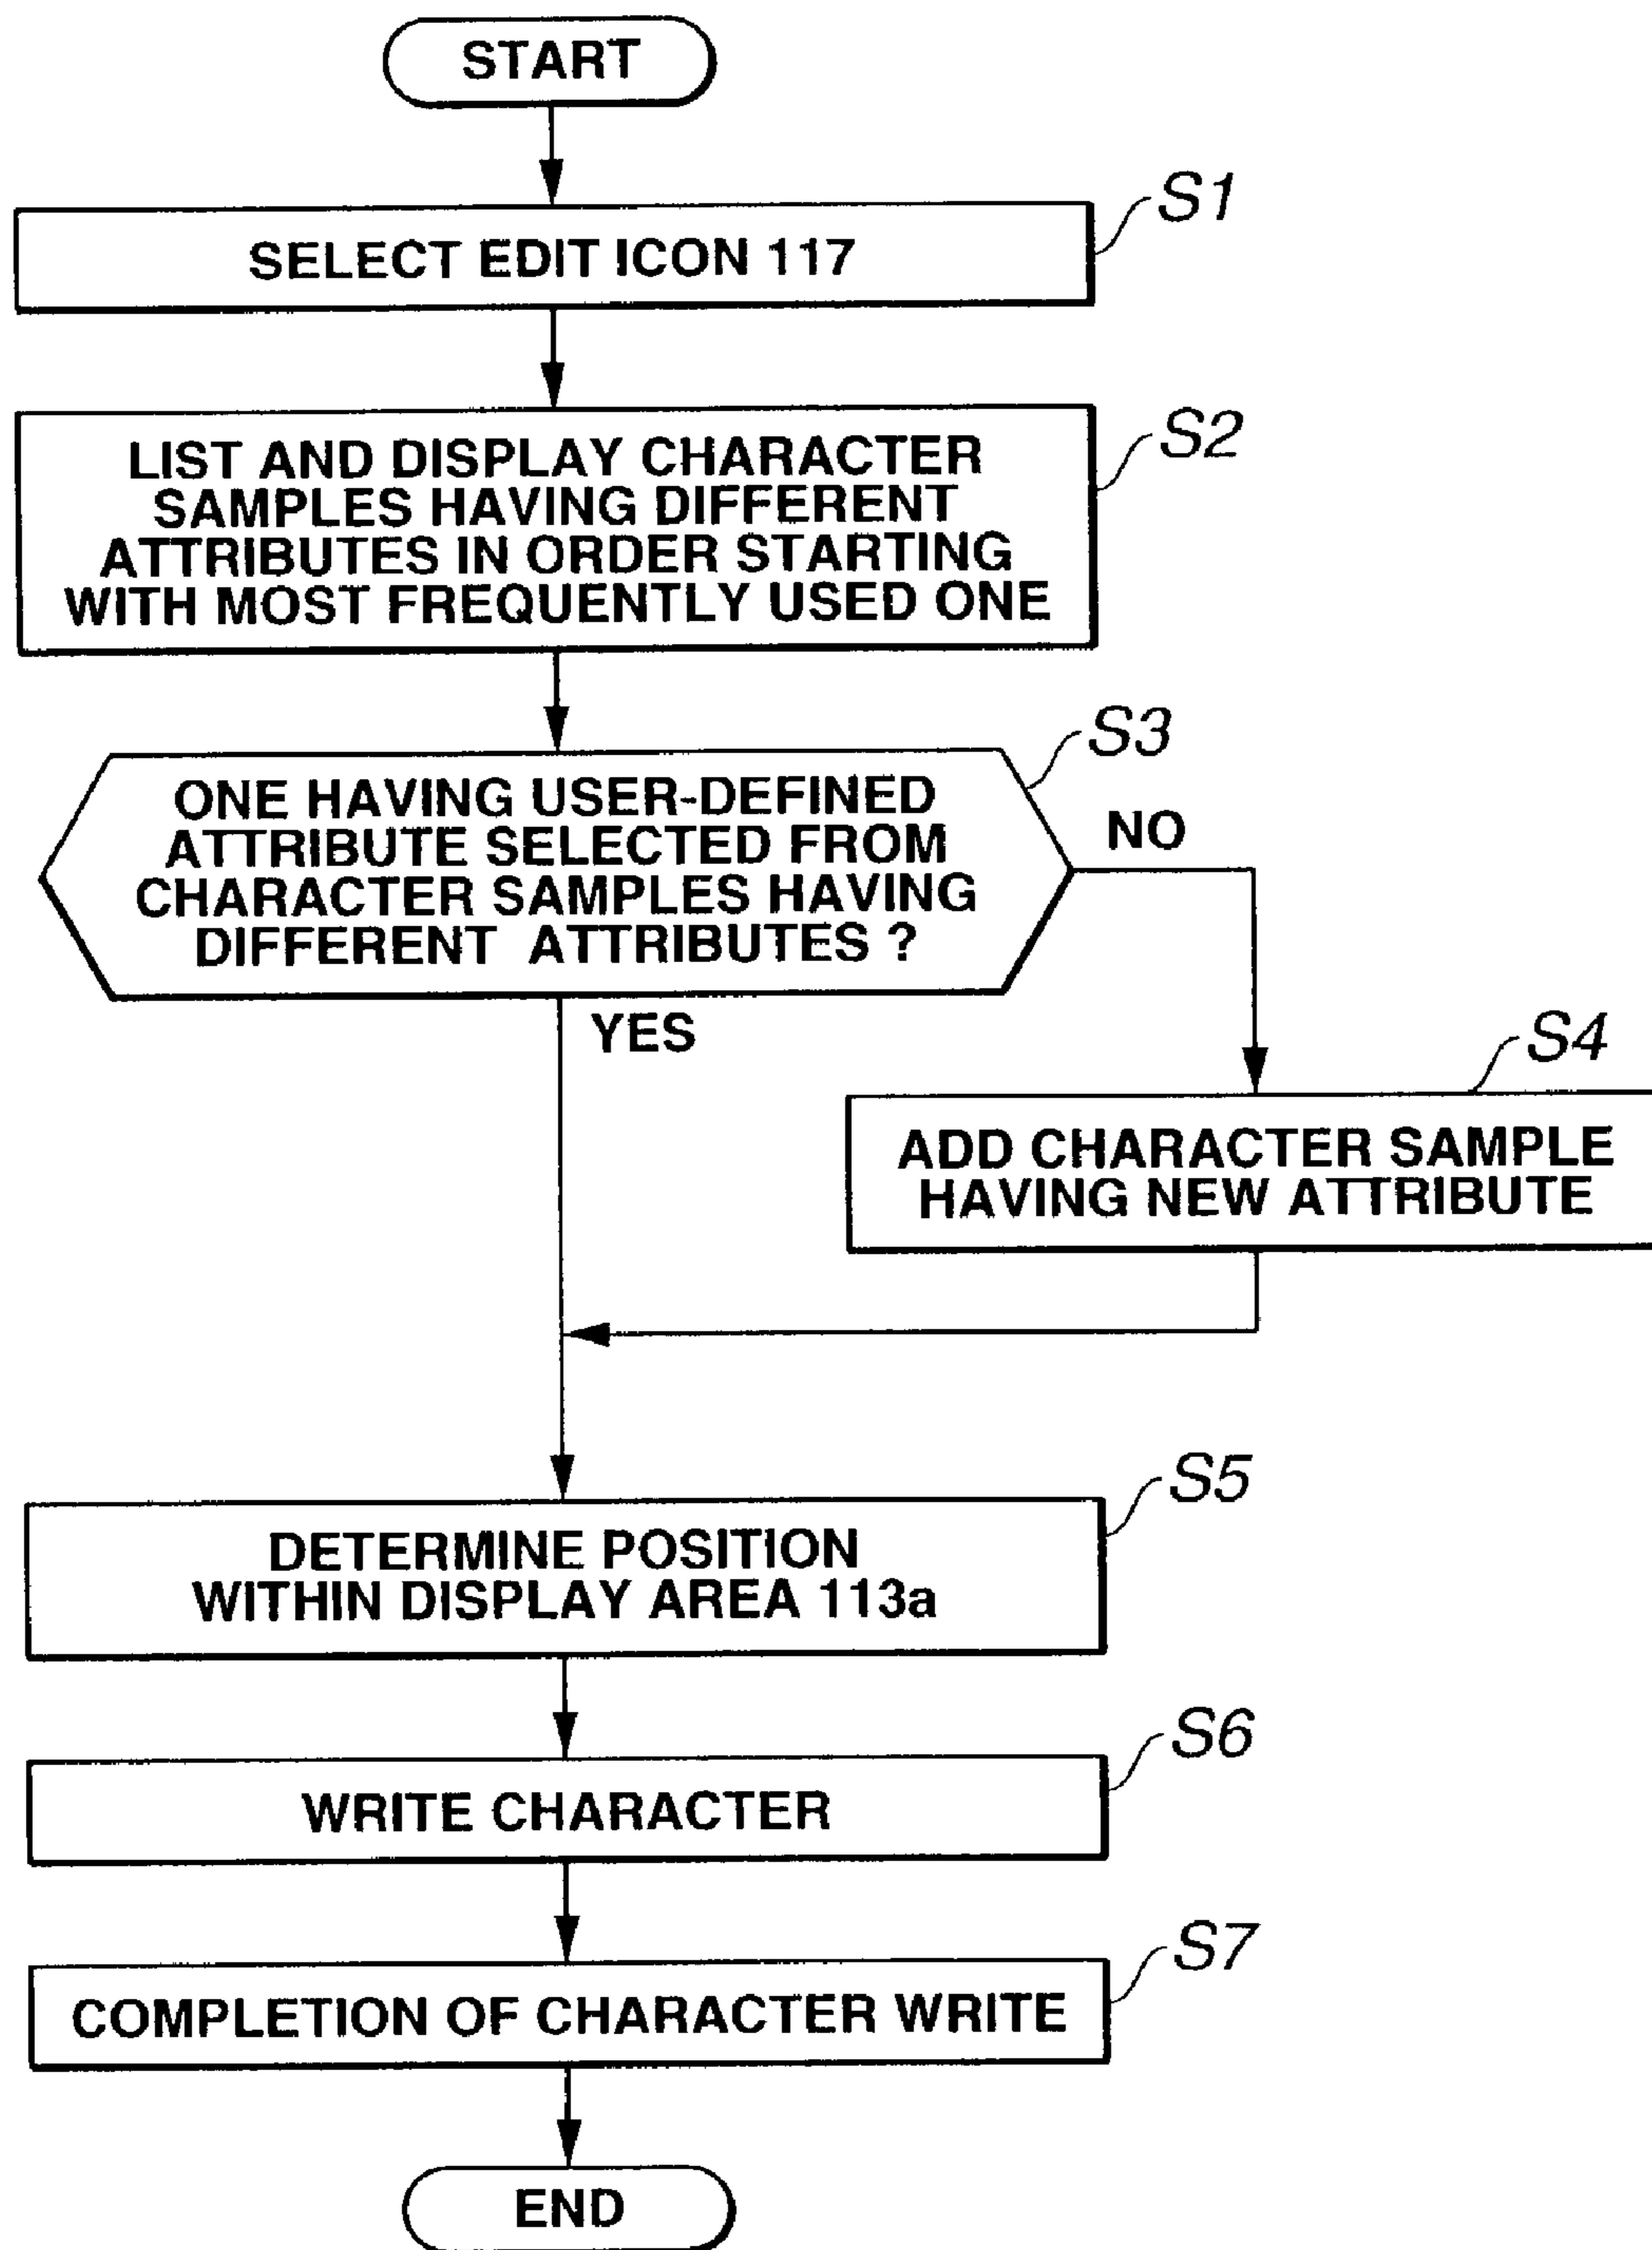 START
S1
SELECT EDIT ICON 117
S2
LIST AND DISPLAY CHARACTER
SAMPLES HAVING DIFFERENT
ATTRIBUTES IN ORDER STARTING
WITH MOST FREQUENTLY USED ONE
S3
ONE HAVING USER-DEFINED
ATTRIBUTE SELECTED FROM
CHARACTER SAMPLES HAVING
DIFFERENT ATTRIBUTES ?
NO
YES
S4
ADD CHARACTER SAMPLE
HAVING NEW ATTRIBUTE
S5
DETERMINE POSITION
WITHIN DISPLAY AREA 113a
S6
WRITE CHARACTER
S7
COMPLETION OF CHARACTER WRITE
END